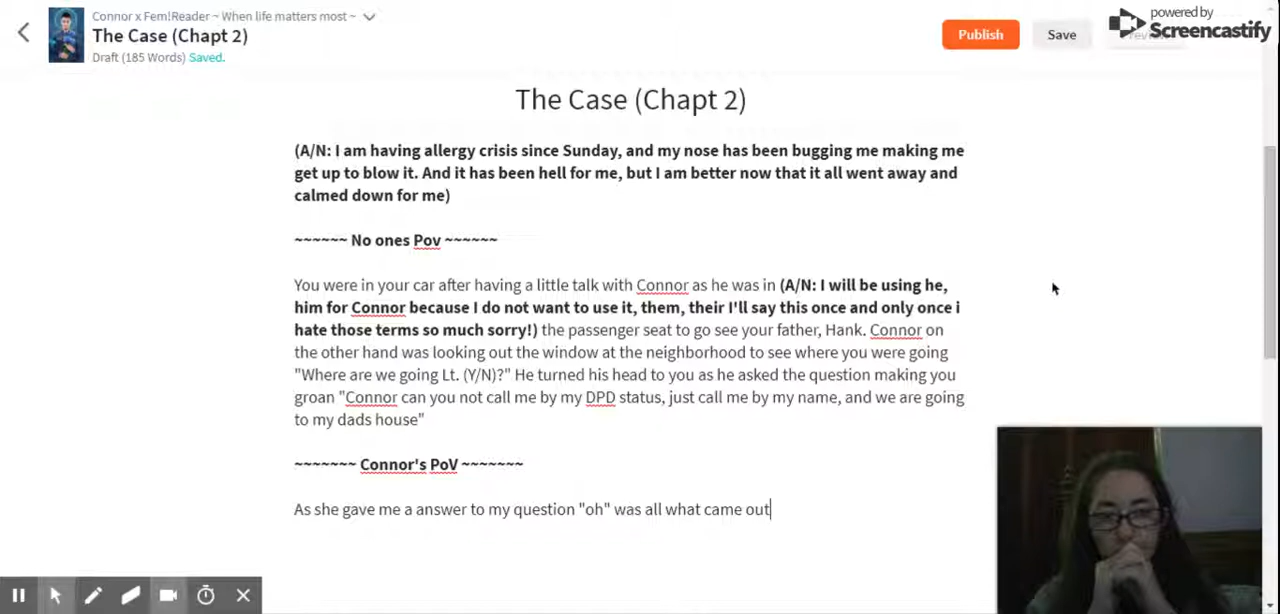 Connor x Fem!Reader ~ When life matters most ~
The Case (Chapt 2)
Draft (185 Words) Saved.
Publish
Save
powered by
Screencastify
The Case (Chapt 2)
(A/N: I am having allergy crisis since Sunday, and my nose has been bugging me making me
get up to blow it. And it has been hell for me, but I am better now that it all went away and
calmed down for me)
~~~~~~ No ones Pov ~~~~~~
You were in your car after having a little talk with Connor as he was in (A/N: I will be using he,
him for Connor because I do not want to use it, them, their I'll say this once and only once i
hate those terms so much sorry!) the passenger seat to go see your father, Hank. Connor on
the other hand was looking out the window at the neighborhood to see where you were going
"Where are we going Lt. (Y/N)?" He turned his head to you as he asked the question making you
groan "Connor can you not call me by my DPD status, just call me by my name, and we are going
to my dads house"
~~~~~~~ Connor's PoV ~~~~~~~
As she gave me a answer to my question "oh" was all what came out